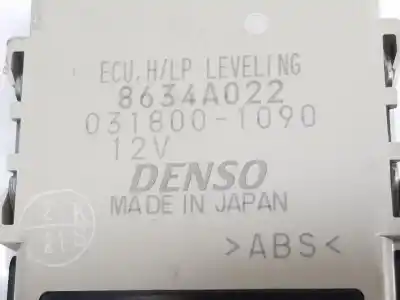 ECU,H/LP LEVELING
8634A022
031800-1090
12V
DENSO
MADE IN JAPAN
>ABS<